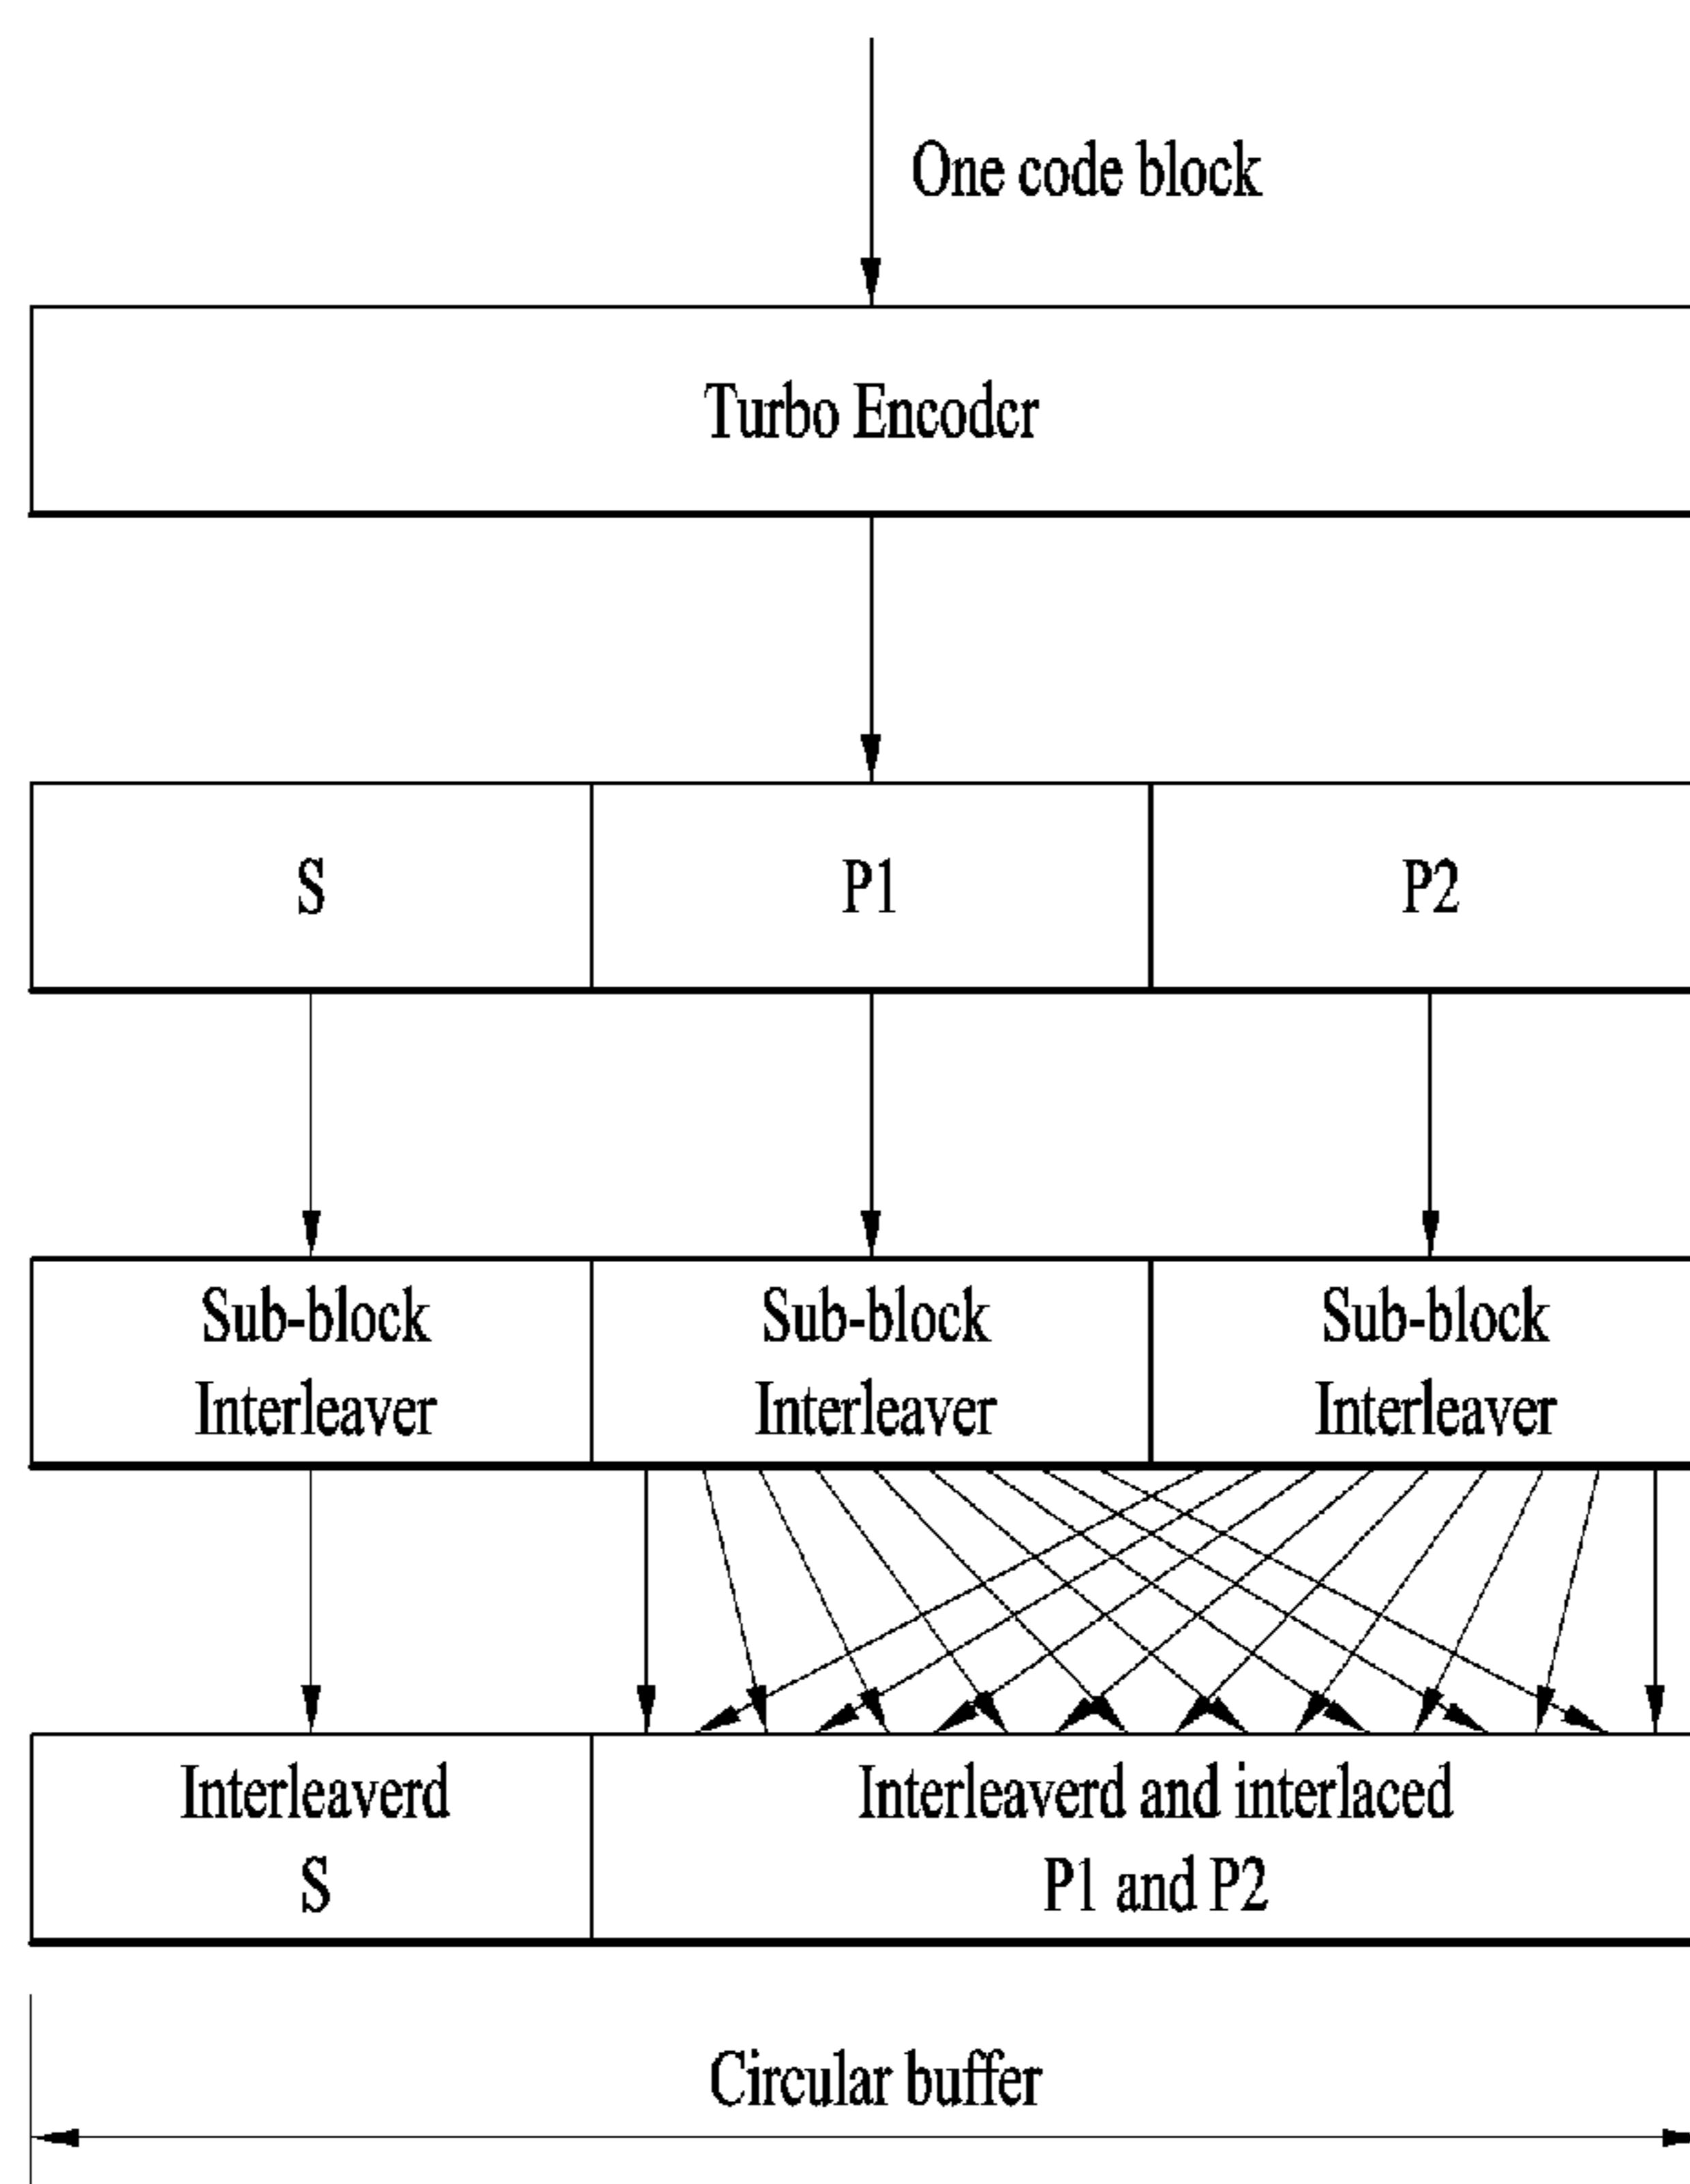 One code block
Turbo Encoder
S
P1
P2
Sub-block
Interleaver
Sub-block
Interleaver
Sub-block
Interleaver
Interleaverd
S
Interleaverd and interlaced
P1 and P2
Circular buffer